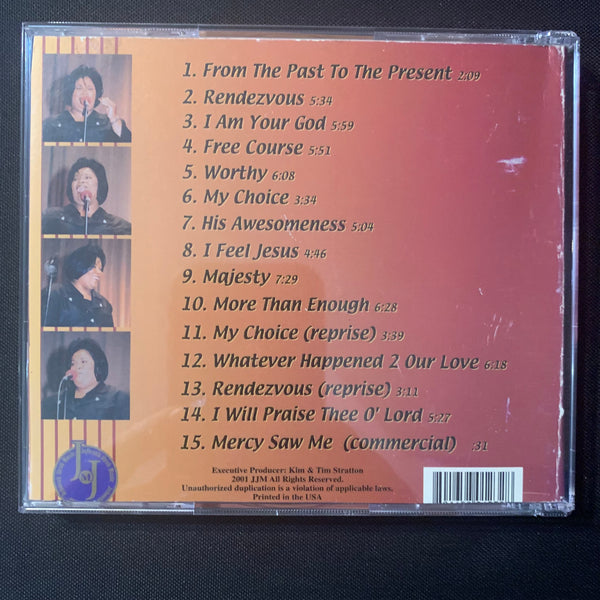 1. From The Past To The Present 2:09
2. Rendezvous 5:34
3. I Am Your God 5:59
4. Free Course 5:51
5. Worthy 6:08
6. My Choice 3:34
7. His Awesomeness 5:04
8. I Feel Jesus 4:46
9. Majesty 7:29
10. More Than Enough 6:28
11. My Choice (reprise) 3:39
12. Whatever Happened 2 Our Love 6:18
13. Rendezvous (reprise) 3:11
14. I Will Praise Thee O' Lord 5:27
15. Mercy Saw Me (commercial) :31
Executive Producer: Kim & Tim Stratton
2001 JJM All Rights Reserved.
Unauthorized duplication is a violation of applicable laws.
Printed in the USA